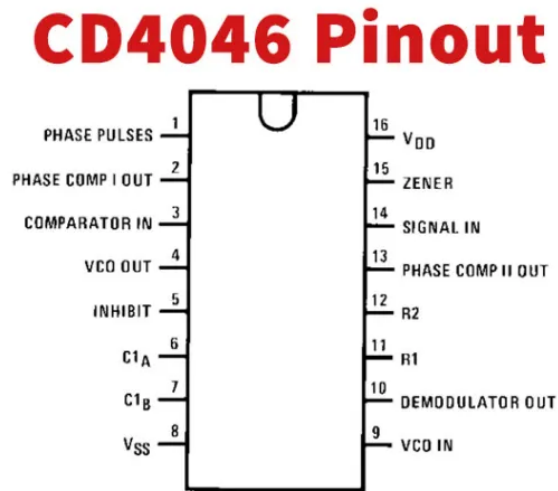 CD4046 Pinout
PHASE PULSES 1
PHASE COMP I OUT 2
COMPARATOR IN 3
VCO OUT 4
INHIBIT 5
C1A 6
C1B 7
VSS 8
16 VDD
15 ZENER
14 SIGNAL IN
13 PHASE COMP II OUT
12 R2
11 R1
10 DEMODULATOR OUT
9 VCO IN